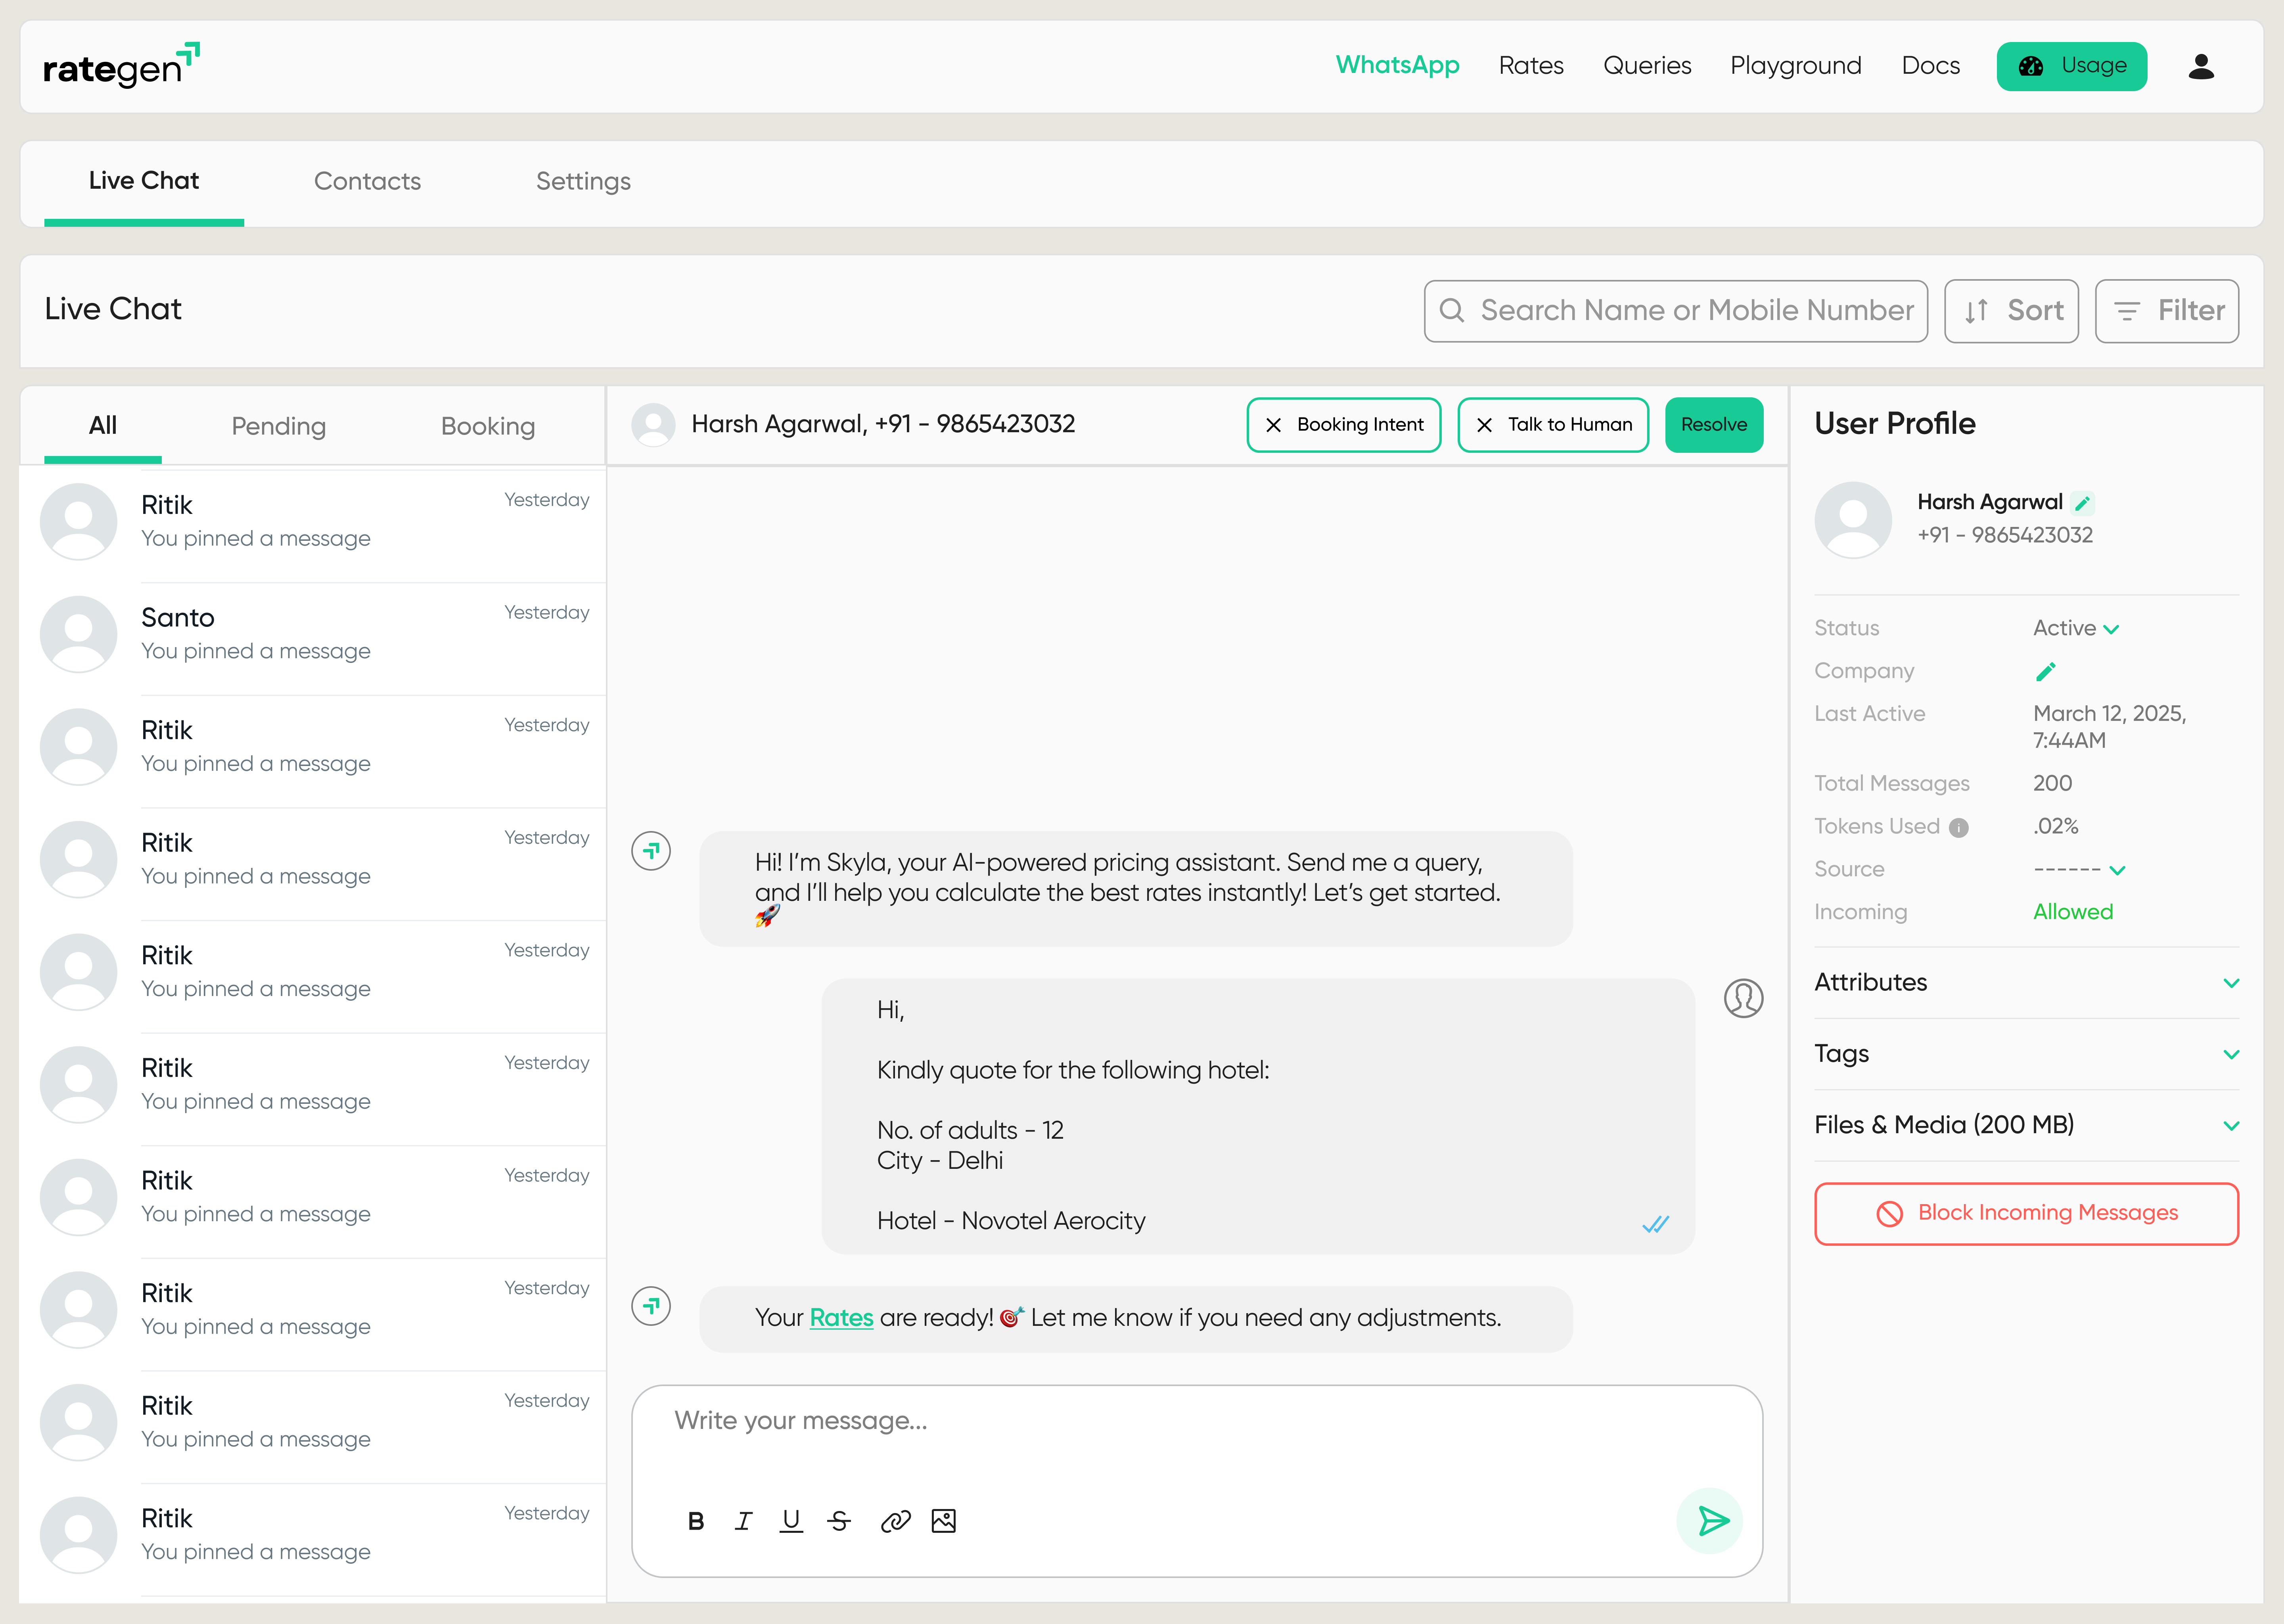 rategen
WhatsApp
Rates
Queries
Playground
Docs
Usage
Live Chat
Contacts
Settings
Live Chat
Search Name or Mobile Number
Sort
Filter
All
Pending
Booking
Ritik
Yesterday
You pinned a message
Santo
Yesterday
You pinned a message
Ritik
Yesterday
You pinned a message
Ritik
Yesterday
You pinned a message
Ritik
Yesterday
You pinned a message
Ritik
Yesterday
You pinned a message
Ritik
Yesterday
You pinned a message
Ritik
Yesterday
You pinned a message
Ritik
Yesterday
You pinned a message
Ritik
Yesterday
You pinned a message
Harsh Agarwal, +91 - 9865423032
Booking Intent
Talk to Human
Resolve
Hi! I'm Skyla, your AI-powered pricing assistant. Send me a query,
and I'll help you calculate the best rates instantly! Let's get started.
🚀
Hi,
Kindly quote for the following hotel:
No. of adults - 12
City - Delhi
Hotel - Novotel Aerocity
Your Rates are ready! 🎯 Let me know if you need any adjustments.
Write your message...
B I U S
User Profile
Harsh Agarwal
+91 - 9865423032
Status
Active
Company
Last Active
March 12, 2025,
7:44AM
Total Messages
200
Tokens Used
.02%
Source
------
Incoming
Allowed
Attributes
Tags
Files & Media (200 MB)
Block Incoming Messages